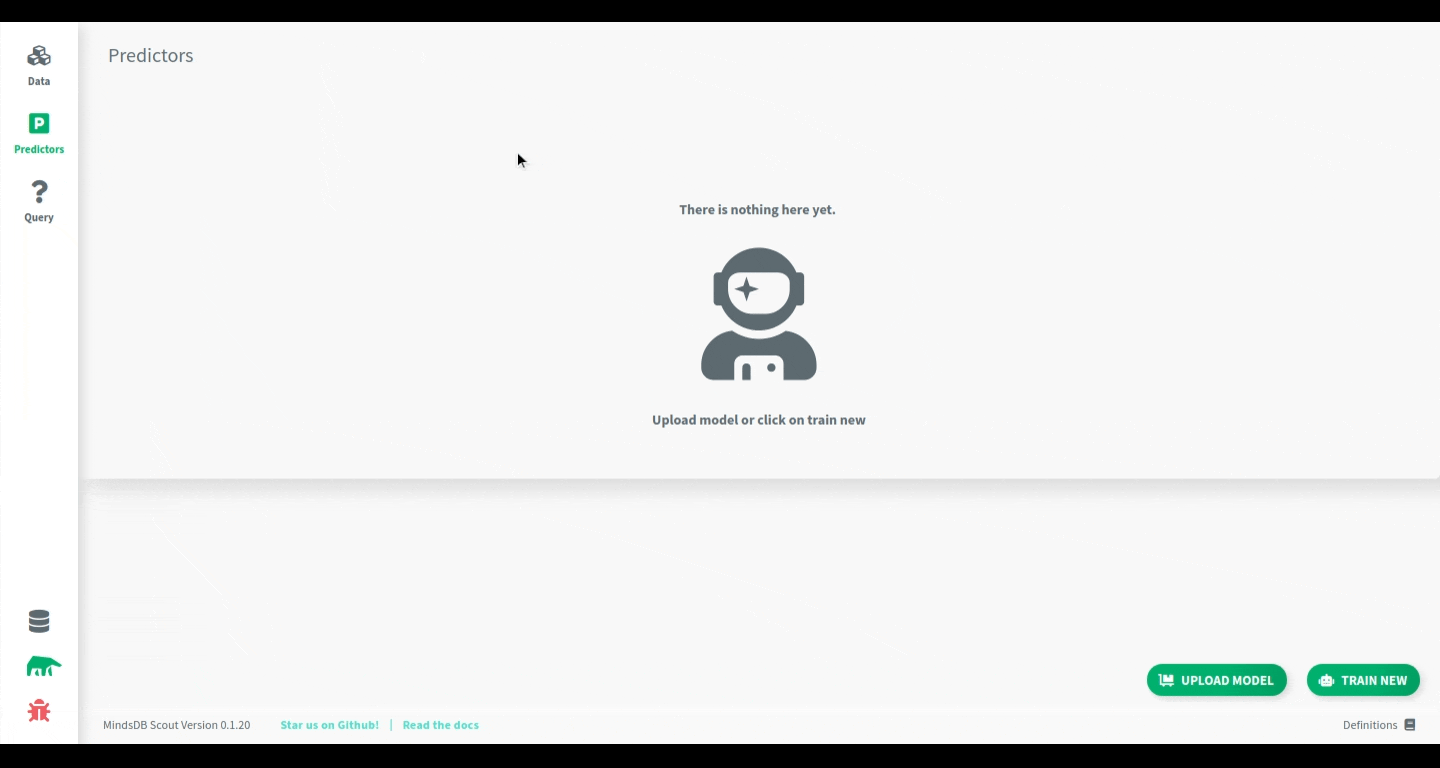 Predictors
Data
P
Predictors
?
Query
There is nothing here yet.
Upload model or click on train new
UPLOAD MODEL
TRAIN NEW
MindsDB Scout Version 0.1.20
Star us on Github! | Read the docs
Definitions